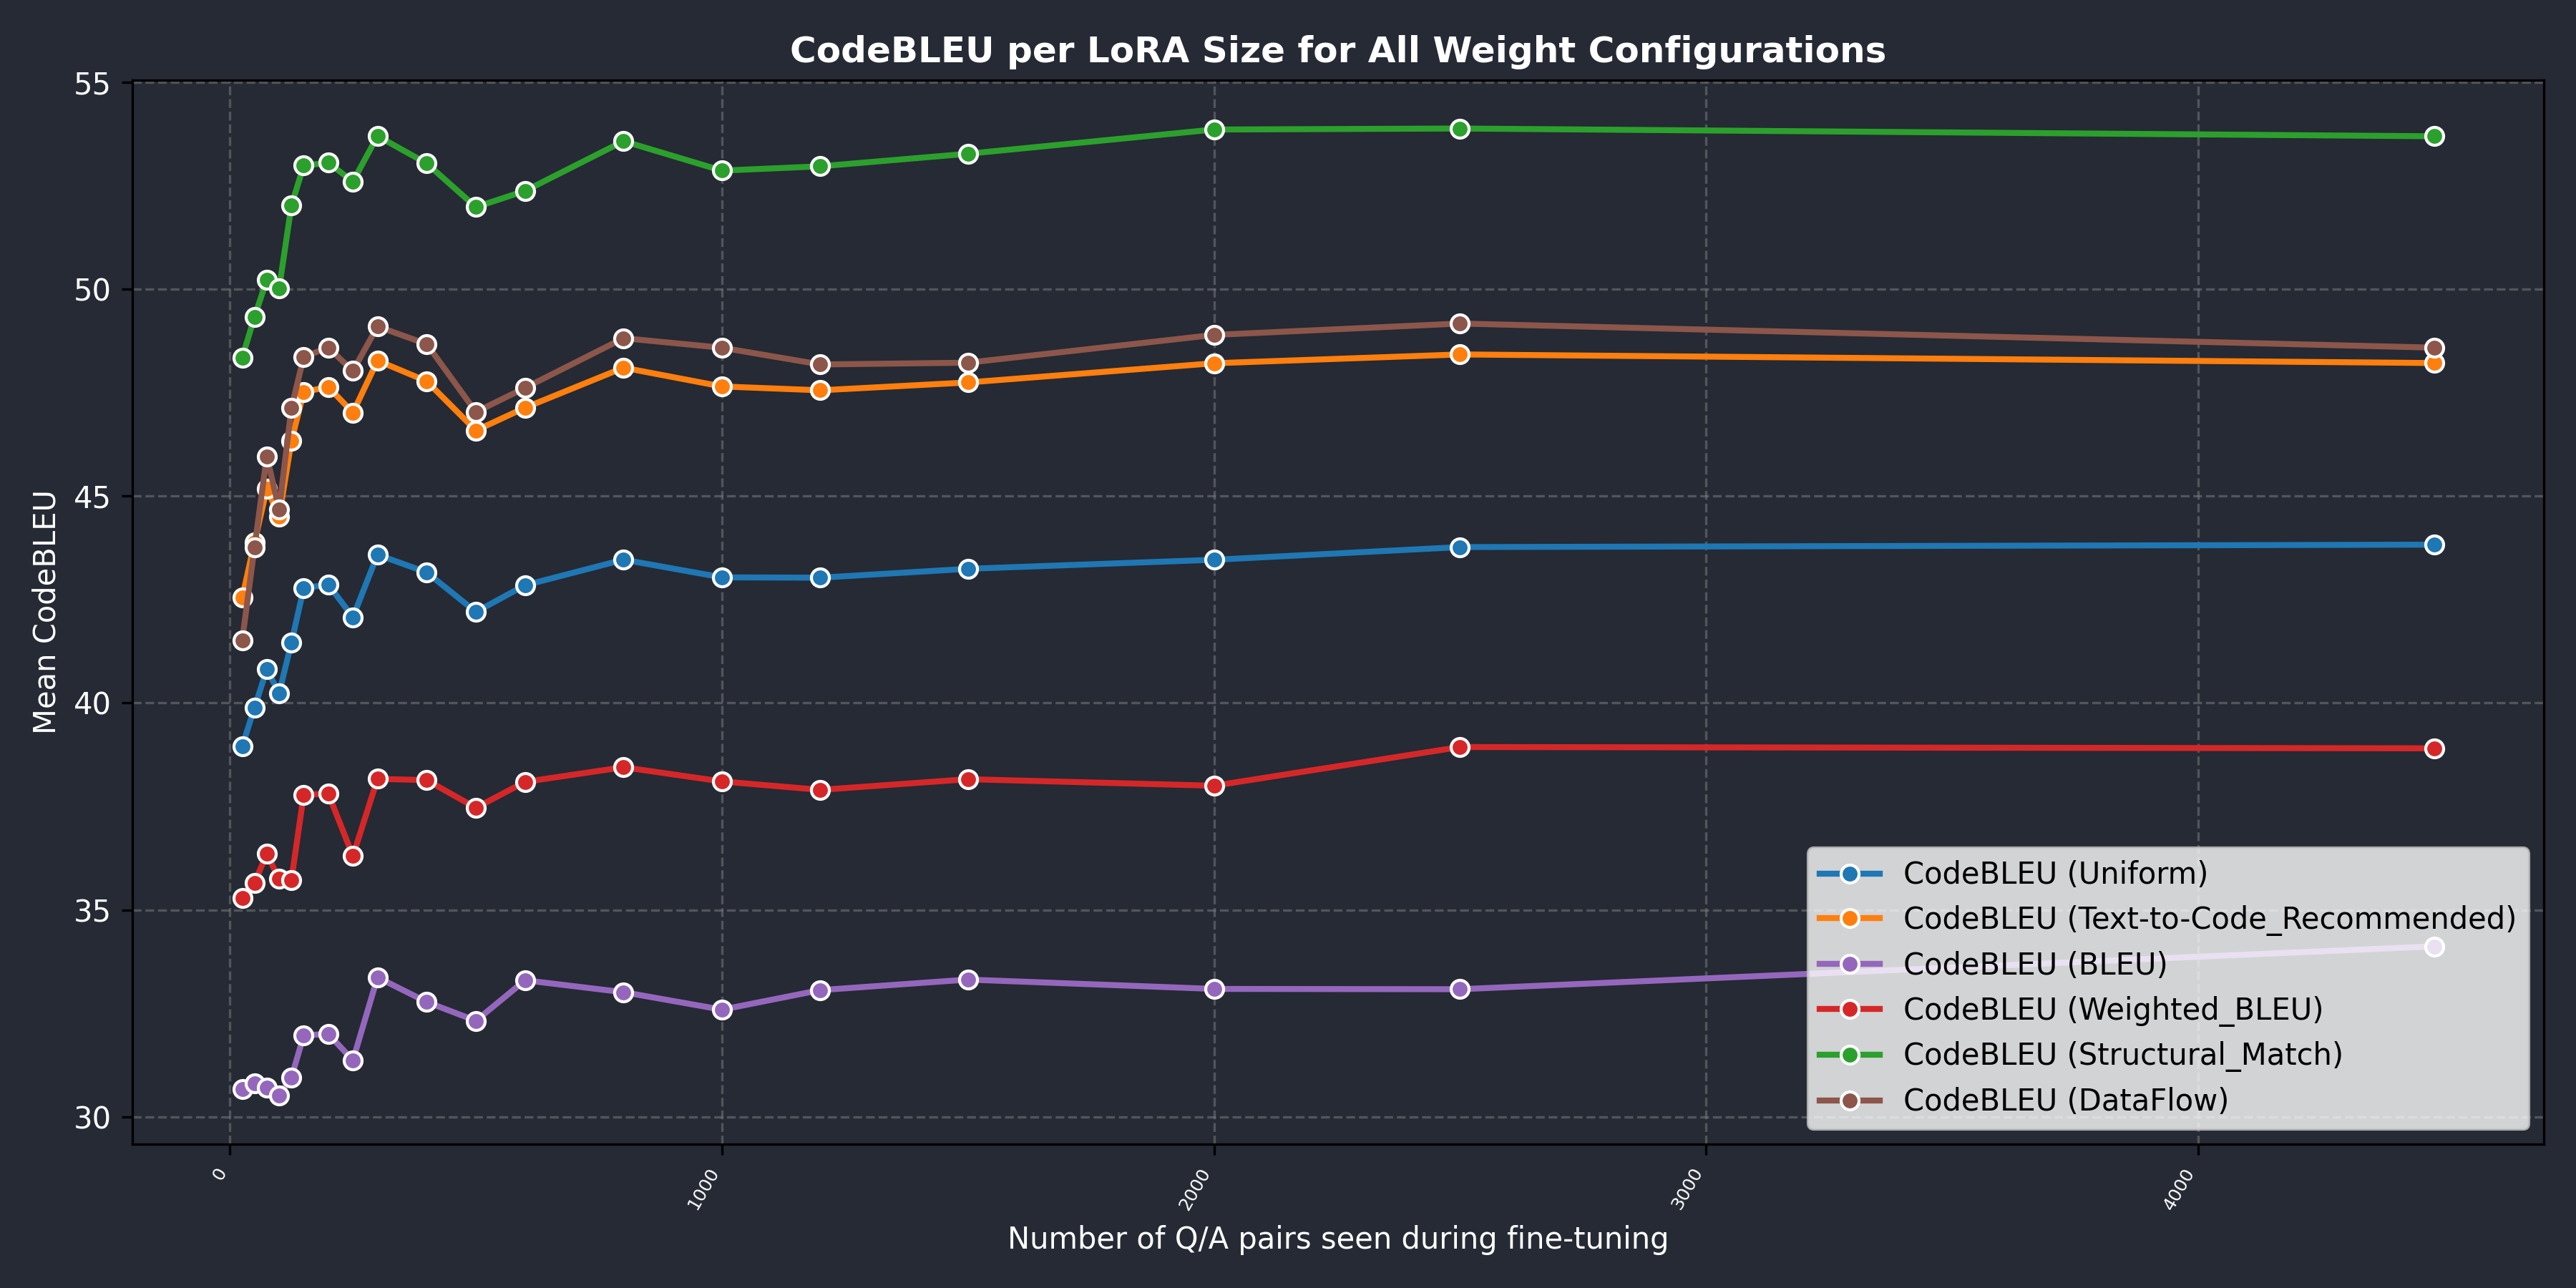 CodeBLEU per LoRA Size for All Weight Configurations
Mean CodeBLEU
55
50
45
40
35
30
CodeBLEU (Uniform)
CodeBLEU (Text-to-Code_Recommended)
CodeBLEU (BLEU)
CodeBLEU (Weighted_BLEU)
CodeBLEU (Structural_Match)
CodeBLEU (DataFlow)
0
1000
2000
3000
4000
Number of Q/A pairs seen during fine-tuning